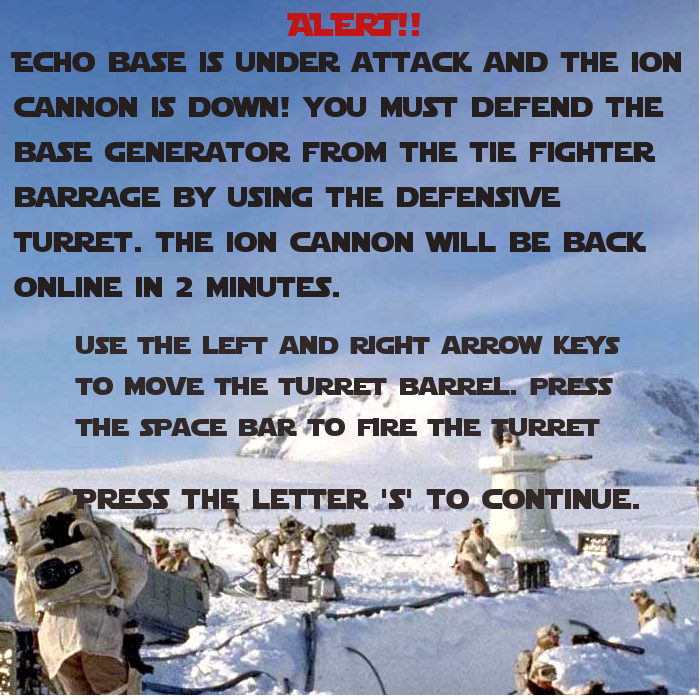 ALERT!!
ECHO BASE IS UNDER ATTACK AND THE ION
CANNON IS DOWN! YOU MUST DEFEND THE
BASE GENERATOR FROM THE TIE FIGHTER
BARRAGE BY USING THE DEFENSIVE
TURRET. THE ION CANNON WILL BE BACK
ONLINE IN 2 MINUTES.
USE THE LEFT AND RIGHT ARROW KEYS
TO MOVE THE TURRET BARREL. PRESS
THE SPACE BAR TO FIRE THE TURRET
PRESS THE LETTER 'S' TO CONTINUE.